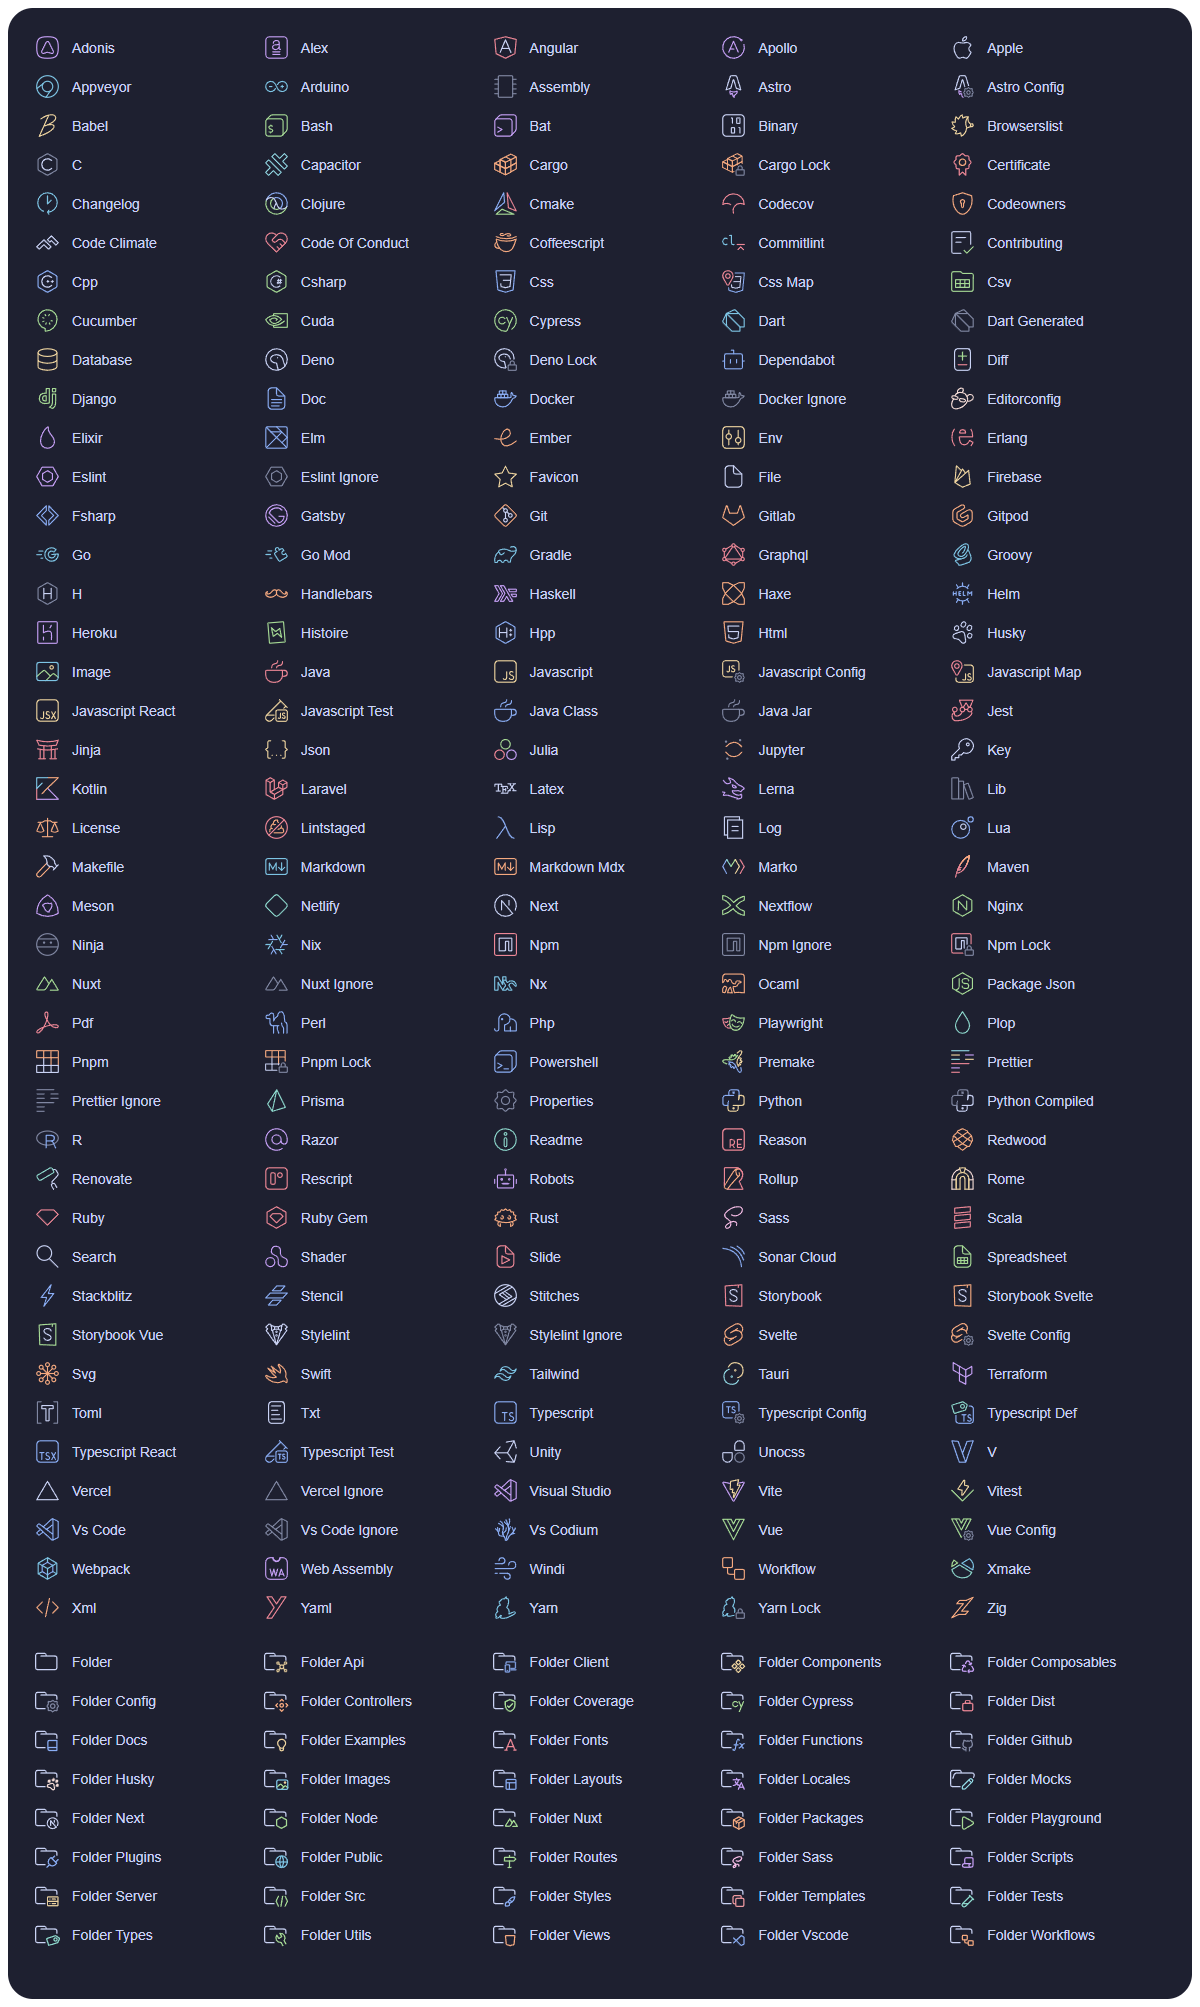 Adonis Alex Angular Apollo Apple
Appveyor Arduino Assembly Astro Astro Config
Babel Bash Bat Binary Browserslist
C Capacitor Cargo Cargo Lock Certificate
Changelog Clojure Cmake Codecov Codeowners
Code Climate Code Of Conduct Coffeescript Commitlint Contributing
Cpp Csharp Css Css Map Csv
Cucumber Cuda Cypress Dart Dart Generated
Database Deno Deno Lock Dependabot Diff
Django Doc Docker Docker Ignore Editorconfig
Elixir Elm Ember Env Erlang
Eslint Eslint Ignore Favicon File Firebase
Fsharp Gatsby Git Gitlab Gitpod
Go Go Mod Gradle Graphql Groovy
H Handlebars Haskell Haxe Helm
Heroku Histoire Hpp Html Husky
Image Java Javascript Javascript Config Javascript Map
Javascript React Javascript Test Java Class Java Jar Jest
Jinja Json Julia Jupyter Key
Kotlin Laravel Latex Lerna Lib
License Lintstaged Lisp Log Lua
Makefile Markdown Markdown Mdx Marko Maven
Meson Netlify Next Nextflow Nginx
Ninja Nix Npm Npm Ignore Npm Lock
Nuxt Nuxt Ignore Nx Ocaml Package Json
Pdf Perl Php Playwright Plop
Pnpm Pnpm Lock Powershell Premake Prettier
Prettier Ignore Prisma Properties Python Python Compiled
R Razor Readme Reason Redwood
Renovate Rescript Robots Rollup Rome
Ruby Ruby Gem Rust Sass Scala
Search Shader Slide Sonar Cloud Spreadsheet
Stackblitz Stencil Stitches Storybook Storybook Svelte
Storybook Vue Stylelint Stylelint Ignore Svelte Svelte Config
Svg Swift Tailwind Tauri Terraform
Toml Txt Typescript Typescript Config Typescript Def
Typescript React Typescript Test Unity Unocss V
Vercel Vercel Ignore Visual Studio Vite Vitest
Vs Code Vs Code Ignore Vs Codium Vue Vue Config
Webpack Web Assembly Windi Workflow Xmake
Xml Yaml Yarn Yarn Lock Zig
Folder Folder Api Folder Client Folder Components Folder Composables
Folder Config Folder Controllers Folder Coverage Folder Cypress Folder Dist
Folder Docs Folder Examples Folder Fonts Folder Functions Folder Github
Folder Husky Folder Images Folder Layouts Folder Locales Folder Mocks
Folder Next Folder Node Folder Nuxt Folder Packages Folder Playground
Folder Plugins Folder Public Folder Routes Folder Sass Folder Scripts
Folder Server Folder Src Folder Styles Folder Templates Folder Tests
Folder Types Folder Utils Folder Views Folder Vscode Folder Workflows